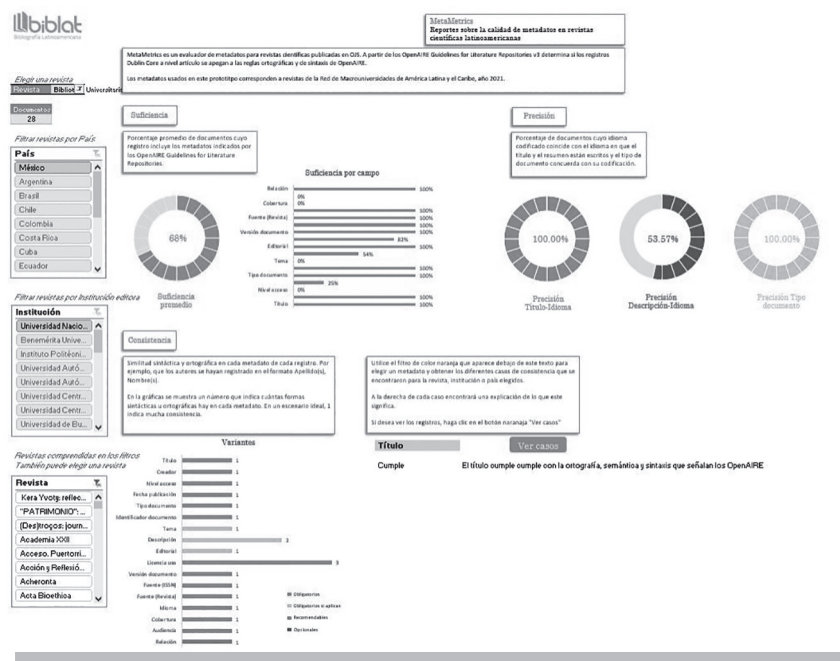 biblat
Bibliografía Latinoamericana
MetaMetrics
Reportes sobre la calidad de metadatos en revistas
científicas latinoamericanas
MetaMetrics es un evaluador de metadatos para revistas científicas publicadas en OJS. A partir de los OpenAIRE Guidelines for Literature Repositories v3 determina si los registros
Dublin Core a nivel artículo se apegan a las reglas ortográficas y de sintaxis de OpenAIRE.
Los metadatos usados en este prototipo corresponden a revistas de la Red de Macrouniversidades de América Latina y el Caribe, año 2021.
Elegir una revista
Revista Bibliot Universitaria
Documentos
28
Filtrar revistas por País
País
México
Argentina
Brasil
Chile
Colombia
Costa Rica
Cuba
Ecuador
Suficiencia
Porcentaje promedio de documentos cuyo
registro incluye los metadatos indicados por
los OpenAIRE Guidelines for Literature
Repositories.
68%
Suficiencia
promedio
Suficiencia por campo
Relación 100%
0%
Cobertura 0%
100%
Fuente (Revista) 100%
100%
Versión documento 100%
82%
Editorial 100%
54%
Tema 0%
100%
Tipo documento 100%
25%
Nivel acceso 0%
100%
Título 100%
Precisión
Porcentaje de documentos cuyo idioma
codificado coincide con el idioma en que el
título y el resumen están escritos y el tipo de
documento concuerda con su codificación.
100.00%
53.57%
100.00%
Precisión
Título-Idioma
Precisión
Descripción-Idioma
Precisión Tipo
documento
Filtrar revistas por Institución editora
Institución
Universidad Nacio...
Benemérita Unive...
Instituto Politécni...
Universidad Autó...
Universidad Autó...
Universidad Centr...
Universidad Centr...
Universidad de Bu...
Consistencia
Similitud sintáctica y ortográfica en cada metadato de cada registro. Por
ejemplo, que los autores se hayan registrado en el formato Apellido(s),
Nombre(s).
En la gráficas se muestra un número que indica cuántas formas
sintácticas u ortográficas hay en cada metadato. En un escenario ideal, 1
indica mucha consistencia.
Utilice el filtro de color naranja que aparece debajo de este texto para
elegir un metadato y obtener los diferentes casos de consistencia que se
encontraron para la revista, institución o país elegidos.
A la derecha de cada caso encontrará una explicación de lo que este
significa.
Si desea ver los registros, haga clic en el botón naranaja "Ver casos"
Título Ver casos
Cumple El título cumple cumple con la ortografía, semántica y sintaxis que señalan los OpenAIRE
Revistas comprendidas en los filtros
También puede elegir una revista
Revista
Kera Yvoty: reflec...
"PATRIMONIO": ...
(Des)troços: journ...
Academia XXII
Acceso. Puertorri...
Acción y Reflexió...
Acheronta
Acta Bioethica
Variantes
Título 1
Creador 1
Nivel acceso 1
Fecha publicación 1
Tipo documento 1
Identificador documento 1
Tema 1
Descripción 2
Editorial 1
Licencia uso 3
Versión documento 1
Fuente (ISSN) 1
Fuente (Revista) 1
Idioma 1
Cobertura 1
Audiencia 1
Relación 1
Obligatorios
Obligatorios si aplican
Recomendables
Opcionales